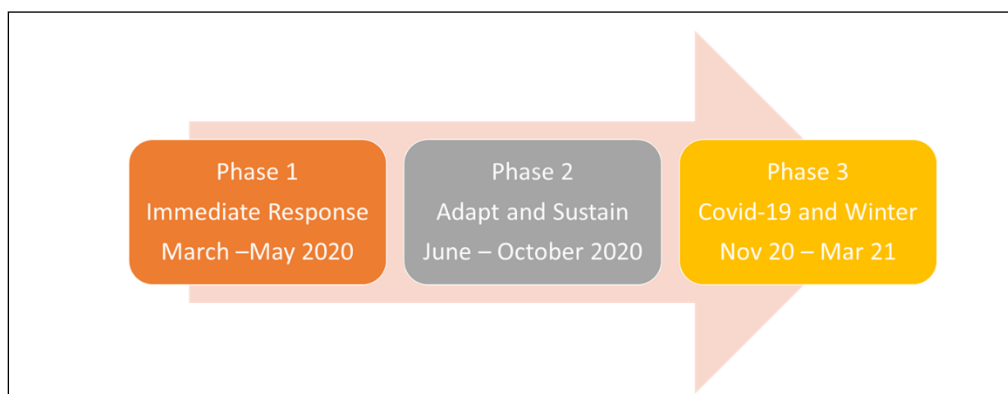 Phase 1
Immediate Response
March –May 2020
Phase 2
Adapt and Sustain
June – October 2020
Phase 3
Covid-19 and Winter
Nov 20 – Mar 21